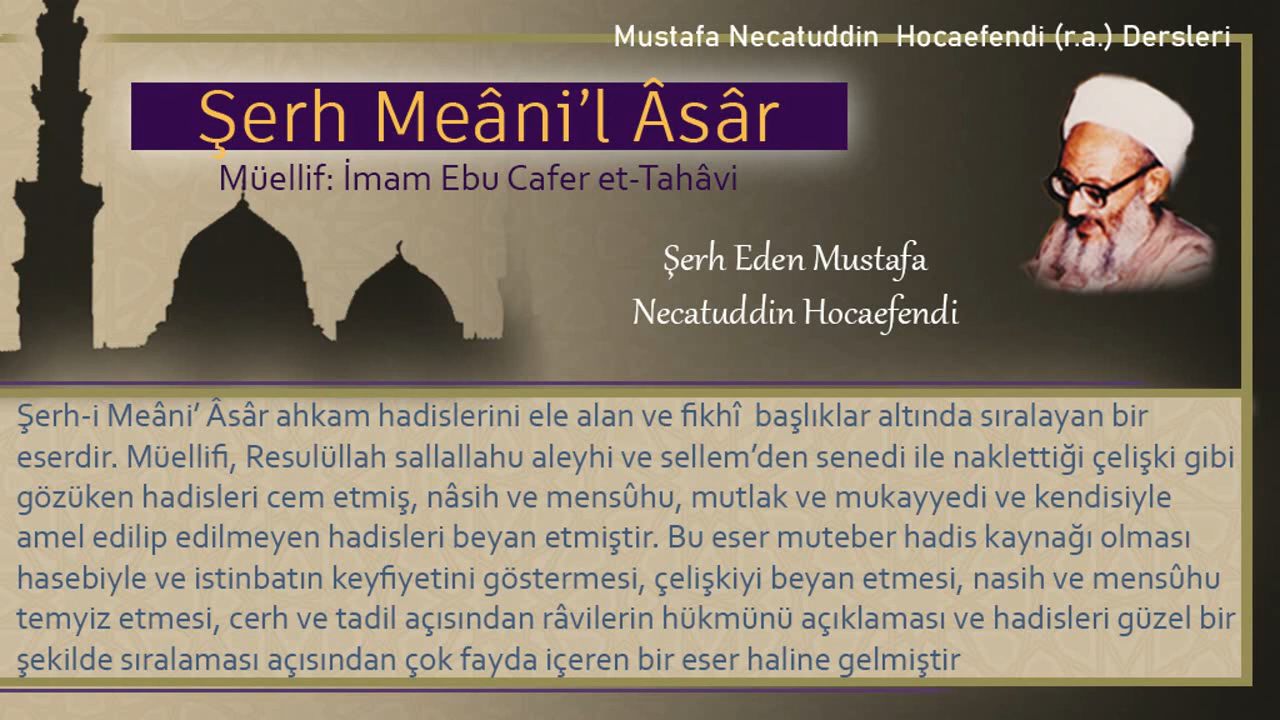 Mustafa Necatuddin Hocaefendi (r.a.) Dersleri
Şerh Meâni’l Âsâr
Müellif: İmam Ebu Cafer et-Tahâvi
Şerh Eden Mustafa
Necatuddin Hocaefendi
Şerh-i Meâni’ Âsâr ahkam hadislerini ele alan ve fikhî başlıklar altında sıralayan bir
eserdir. Müellifi, Resulüllah sallallahu aleyhi ve sellem’den senedi ile naklettiği çelişki gibi
gözüken hadisleri cem etmiş, nâsih ve mensûhu, mutlak ve mukayyedi ve kendisiyle
amel edilip edilmeyen hadisleri beyan etmiştir. Bu eser muteber hadis kaynağı olması
hasebiyle ve istinbatın keyfiyetini göstermesi, çelişkiyi beyan etmesi, nasih ve mensûhu
temyiz etmesi, cerh ve tadil açısından râvilerin hükmünü açıklaması ve hadisleri güzel bir
şekilde sıralaması açısından çok fayda içeren bir eser haline gelmiştir